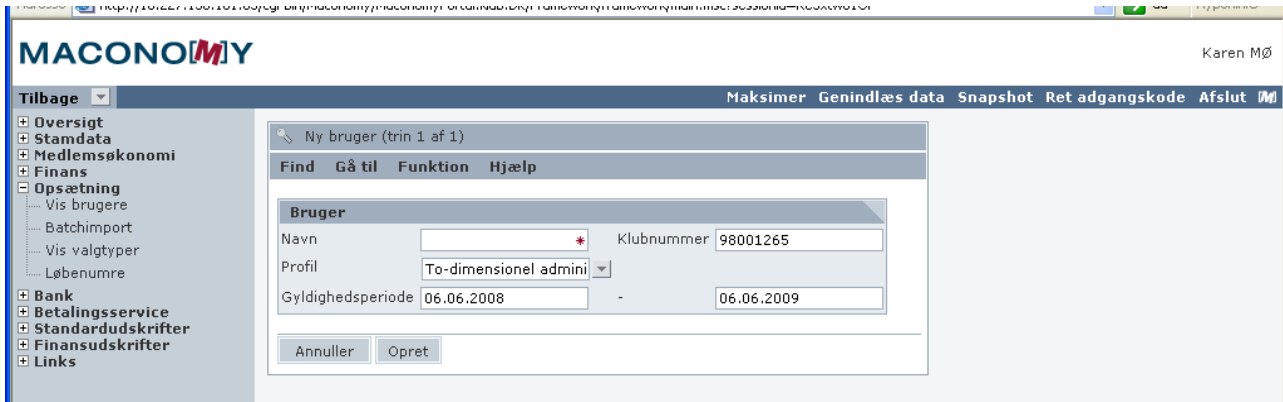 MACONO[M]Y
Karen MØ
Tilbage
Maksimer Genindlæs data Snapshot Ret adgangskode Afslut [M]
Oversigt
Stamdata
Medlemsøkonomi
Finans
Opsætning
Vis brugere
Batchimport
Vis valgtyper
Løbenumre
Bank
Betalingsservice
Standardudskrifter
Finansudskrifter
Links
Ny bruger (trin 1 af 1)
Find Gå til Funktion Hjælp
Bruger
Navn * Klubnummer 98001265
Profil To-dimensionel admini
Gyldighedsperiode 06.06.2008 - 06.06.2009
Annuller Opret